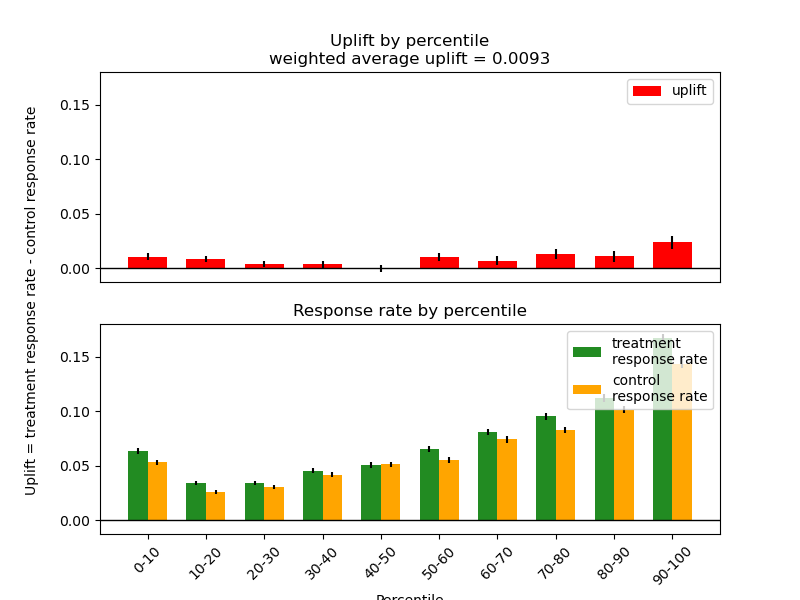 Uplift by percentile
weighted average uplift = 0.0093
uplift
0.15
0.10
0.05
0.00
Uplift = treatment response rate - control response rate
Response rate by percentile
treatment
response rate
control
response rate
0.15
0.10
0.05
0.00
0-10
10-20
20-30
30-40
40-50
50-60
60-70
70-80
80-90
90-100
Percentile